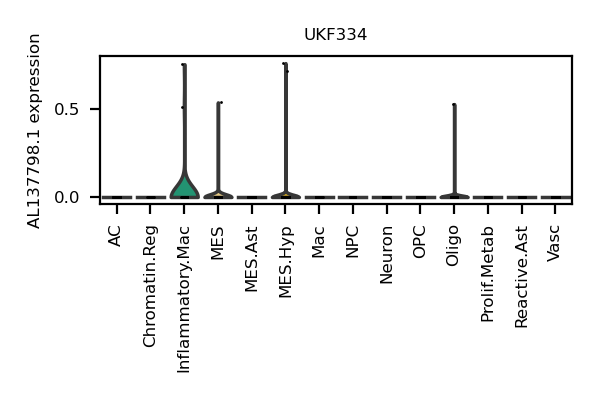 UKF334
AL137798.1 expression
0.5
0.0
AC
Chromatin.Reg
Inflammatory.Mac
MES
MES.Ast
MES.Hyp
Mac
NPC
Neuron
OPC
Oligo
Prolif.Metab
Reactive.Ast
Vasc